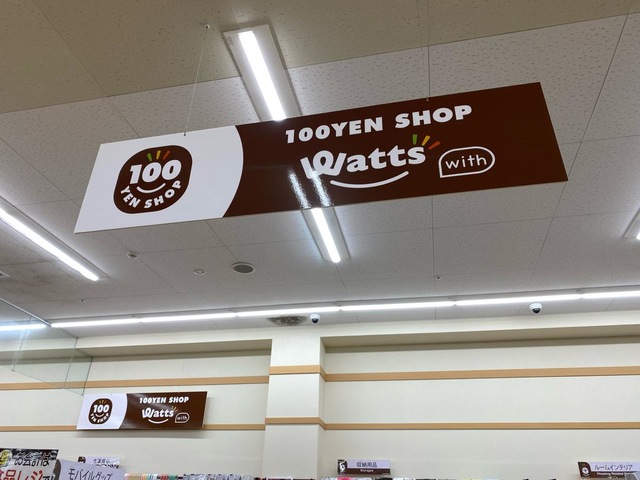 100
YEN SHOP
100YEN SHOP
Watts
with
100
YEN SHOP
100YEN SHOP
Watts
with
モバイルグッズ
収納用品
Storages
ルームインテリア